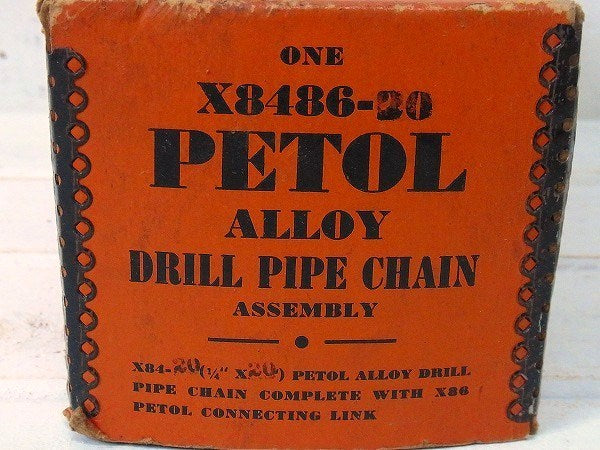 ONE
X8486-20
PETOL
ALLOY
DRILL PIPE CHAIN
ASSEMBLY
X84-20 (1/4" X20) PETOL ALLOY DRILL
PIPE CHAIN COMPLETE WITH X86
PETOL CONNECTING LINK